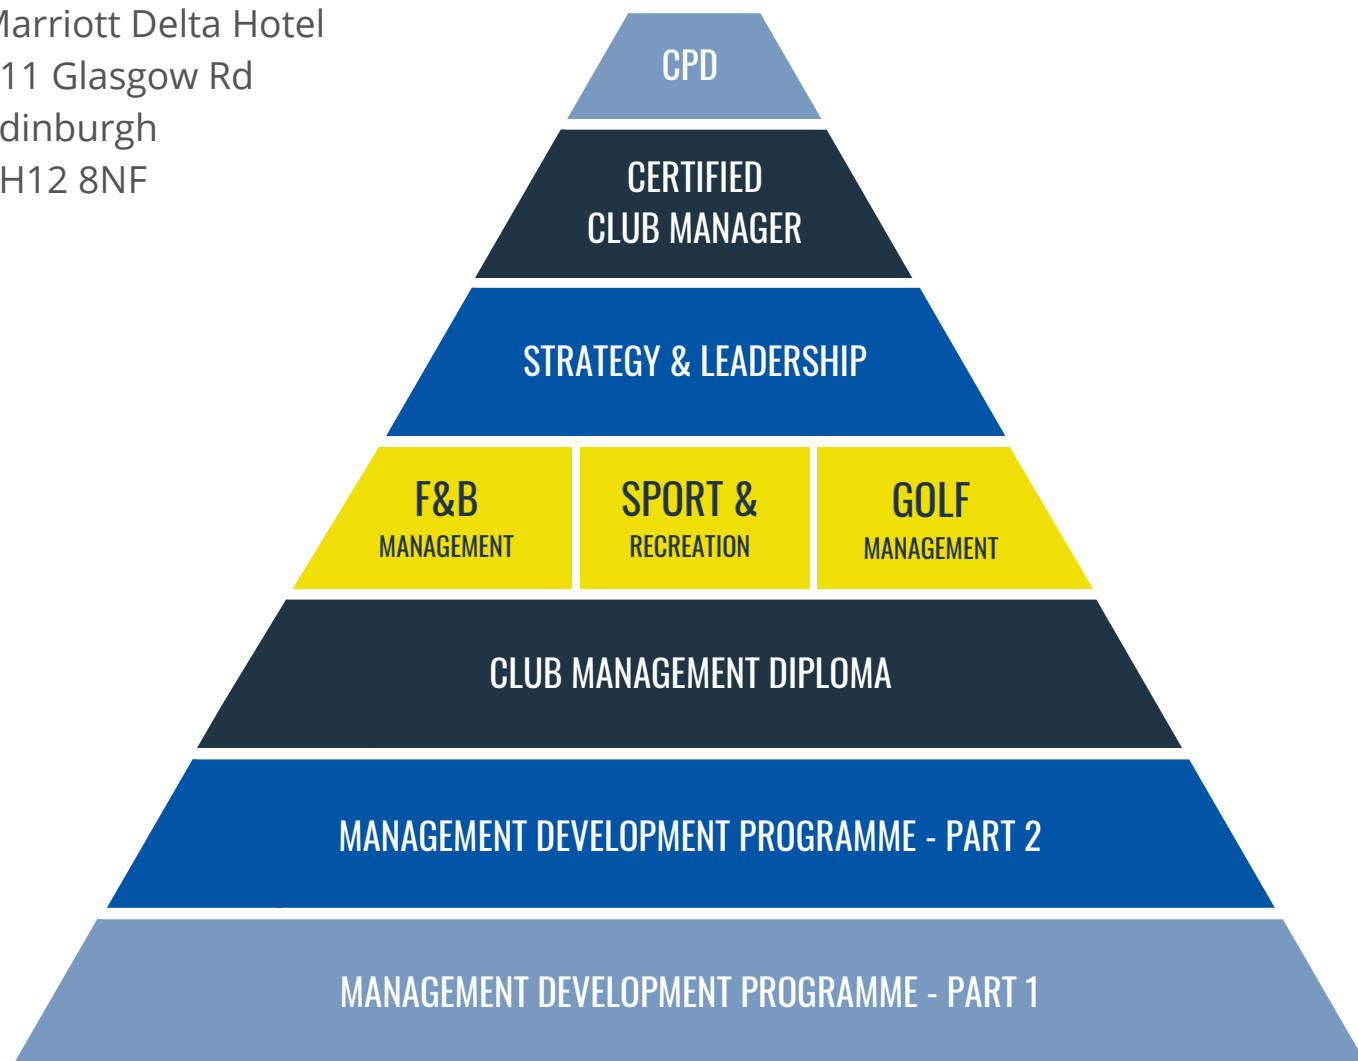 Marriott Delta Hotel
11 Glasgow Rd
dinburgh
H12 8NF
CPD
CERTIFIED
CLUB MANAGER
STRATEGY & LEADERSHIP
F&B
MANAGEMENT
SPORT &
RECREATION
GOLF
MANAGEMENT
CLUB MANAGEMENT DIPLOMA
MANAGEMENT DEVELOPMENT PROGRAMME - PART 2
MANAGEMENT DEVELOPMENT PROGRAMME - PART 1